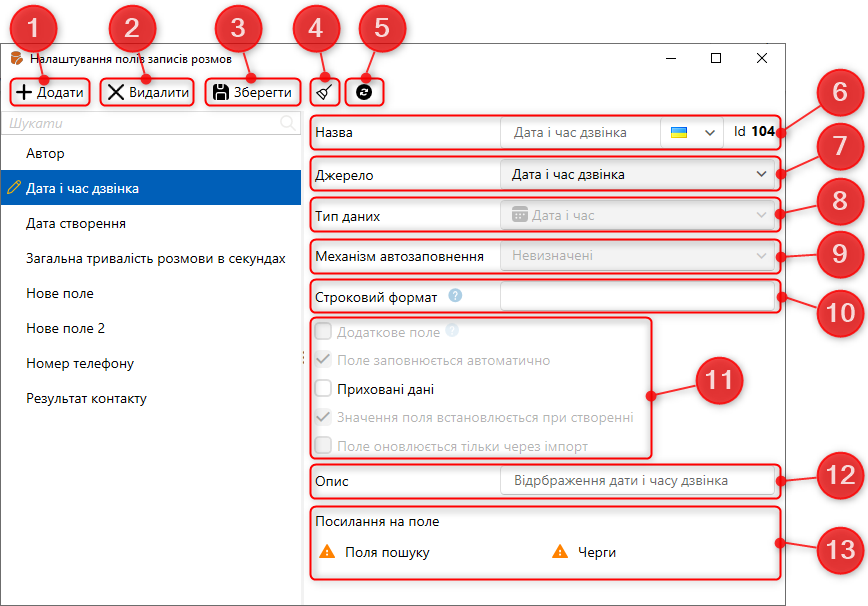 1
2
3
4
5
Налаштування полів записів розмов
Додати
Видалити
Зберегти
Шукати
Автор
Дата і час дзвінка
Дата створення
Загальна тривалість розмови в секундах
Нове поле
Нове поле 2
Номер телефону
Результат контакту
Назва
Дата і час дзвінка
Id 104
6
Джерело
Дата і час дзвінка
7
Тип даних
Дата і час
8
Механізм автозаповнення
Невизначені
9
Строковий формат ?
10
Додаткове поле ?
Поле заповнюється автоматично
Приховані дані
Значення поля встановлюється при створенні
Поле оновлюється тільки через імпорт
11
Опис
Відрбраження дати і часу дзвінка
12
Посилання на поле
Поля пошуку
Черги
13